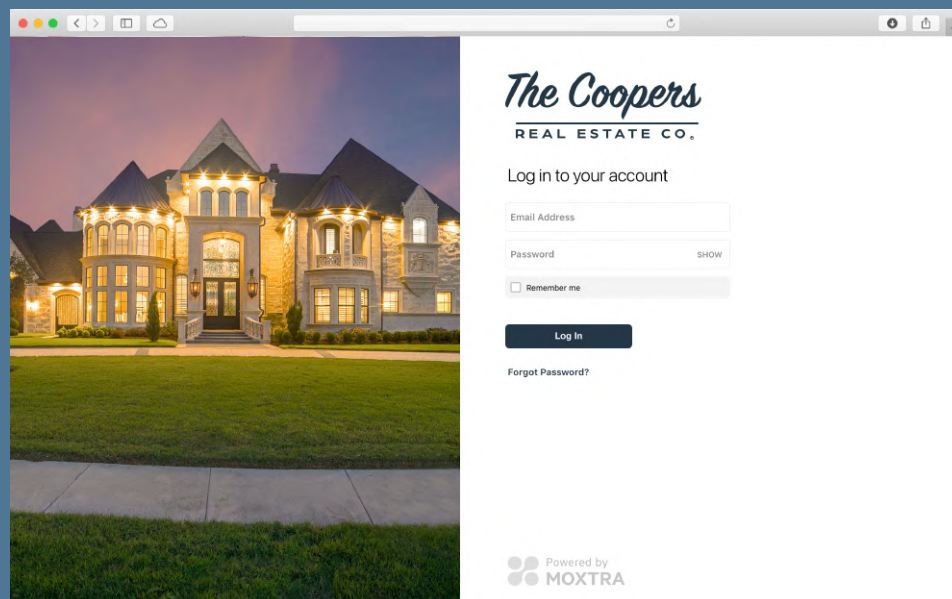 The Coopers
REAL ESTATE CO.
Log in to your account
Email Address
Password SHOW
Remember me
Log In
Forgot Password?
Powered by
MOXTRA